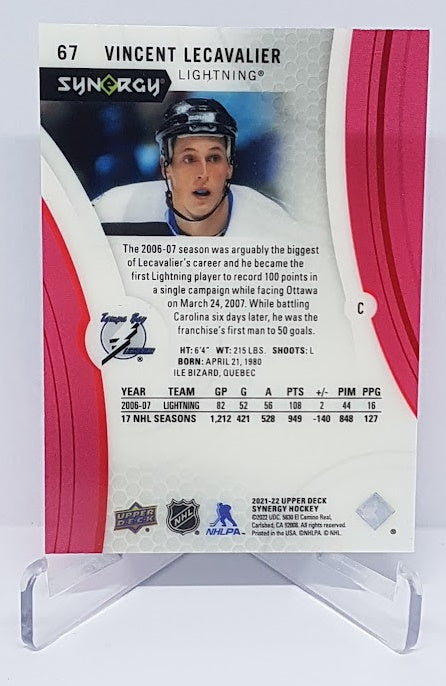 67 VINCENT LECAVALIER
LIGHTNING®
SYNERGY
The 2006-07 season was arguably the biggest
of Lecavalier's career and he became the
first Lightning player to record 100 points in
a single campaign while facing Ottawa
on March 24, 2007. While battling
Carolina six days later, he was the
franchise's first man to 50 goals.
C
Tampa Bay
Lightning
HT: 6'4" WT: 215 LBS. SHOOTS: L
BORN: APRIL 21, 1980
ILE BIZARD, QUEBEC
YEAR TEAM GP G A PTS +/- PIM PPG
2006-07 LIGHTNING 82 52 56 108 2 44 16
17 NHL SEASONS 1,212 421 528 949 -140 848 127
2021-22 UPPER DECK
SYNERGY HOCKEY
©2022 UDC. 5830 El Camino Real,
Carlsbad, CA 92008. All rights reserved.
Printed in the USA. ©NHLPA. © NHL.
UPPER DECK
NHL
NHLPA
®